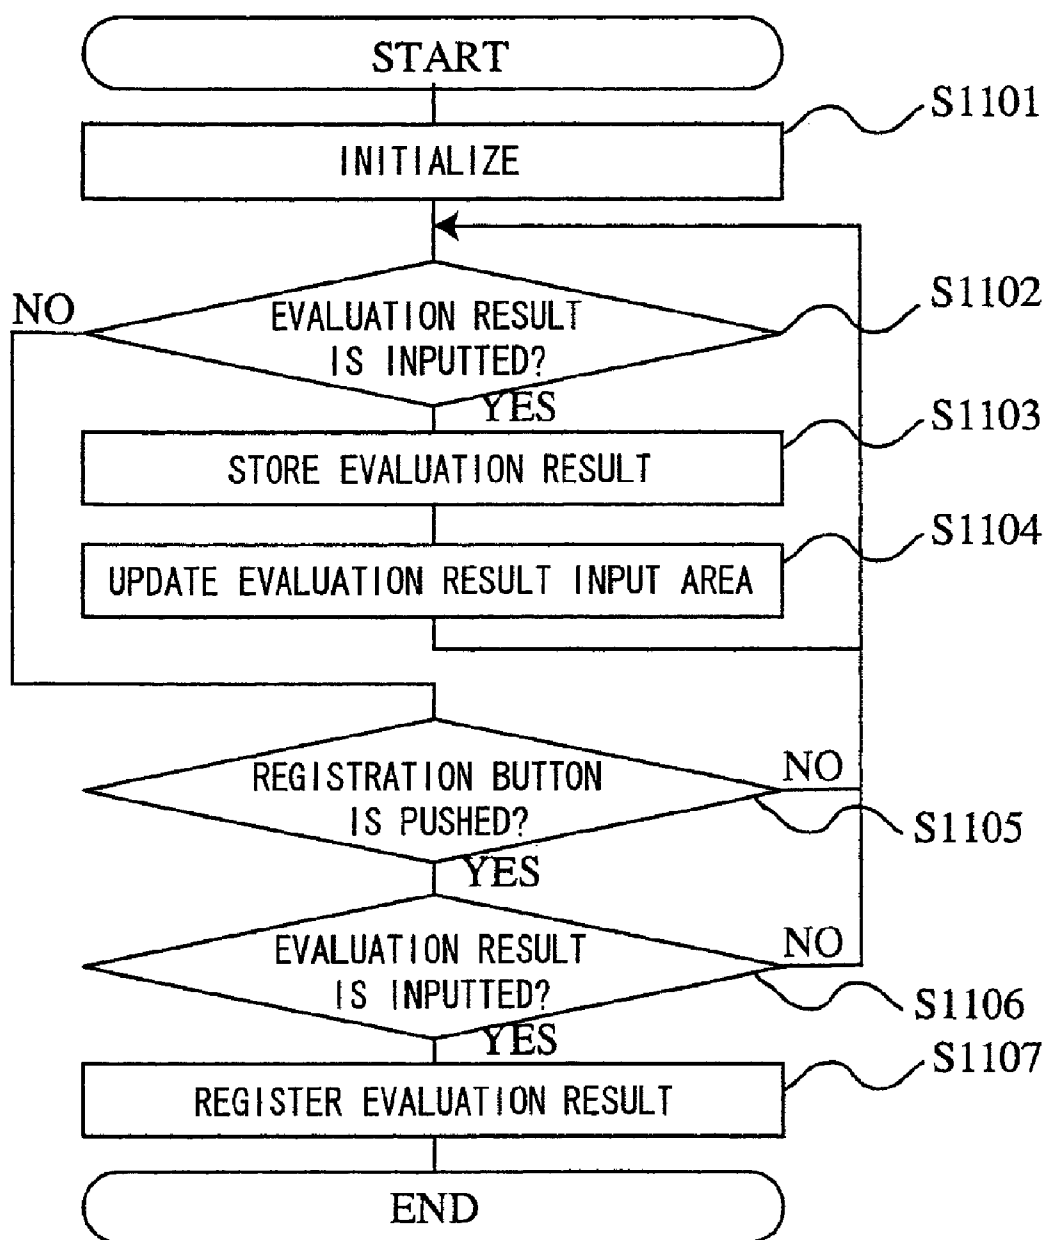 START
S1101
INITIALIZE
S1102
NO
EVALUATION RESULT
IS INPUTTED?
YES
S1103
STORE EVALUATION RESULT
S1104
UPDATE EVALUATION RESULT INPUT AREA
REGISTRATION BUTTON
IS PUSHED?
NO
S1105
YES
EVALUATION RESULT
IS INPUTTED?
NO
S1106
YES
S1107
REGISTER EVALUATION RESULT
END